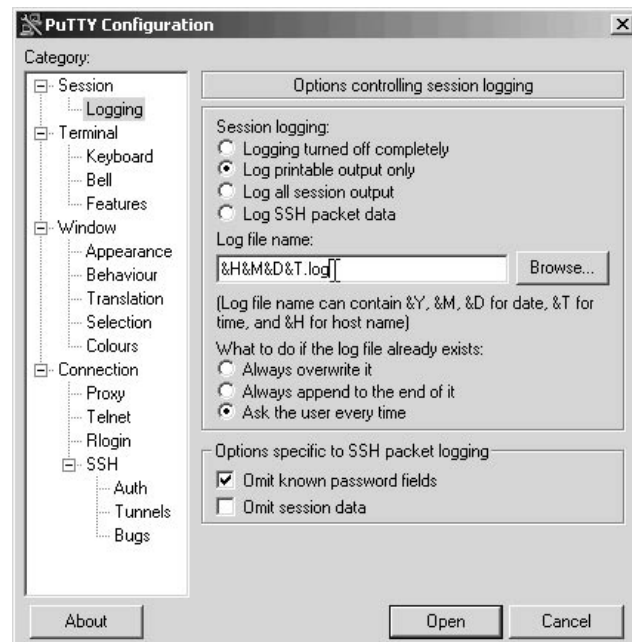 PuTTY Configuration
Category:
Session
Logging
Terminal
Keyboard
Bell
Features
Window
Appearance
Behaviour
Translation
Selection
Colours
Connection
Proxy
Telnet
Rlogin
SSH
Auth
Tunnels
Bugs
Options controlling session logging
Session logging:
Logging turned off completely
Log printable output only
Log all session output
Log SSH packet data
Log file name:
&H&M&D&T.log
Browse...
(Log file name can contain &Y, &M, &D for date, &T for
time, and &H for host name)
What to do if the log file already exists:
Always overwrite it
Always append to the end of it
Ask the user every time
Options specific to SSH packet logging
Omit known password fields
Omit session data
About
Open
Cancel